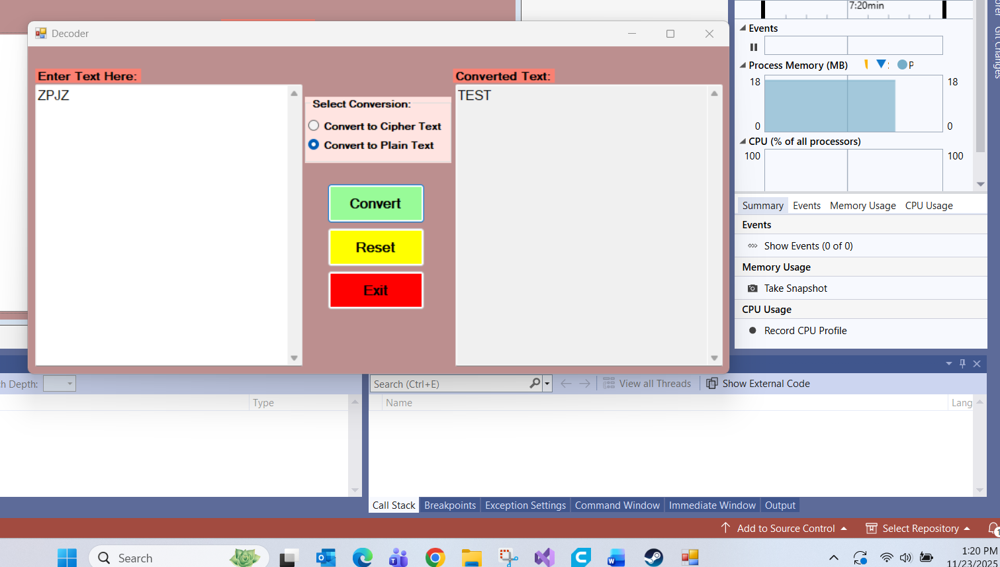 Decoder
Enter Text Here:
ZPJZ
Select Conversion:
Convert to Cipher Text
Convert to Plain Text
Convert
Reset
Exit
Converted Text:
TEST
7:20min
Events
Process Memory (MB)
P
18
18
0
0
CPU (% of all processors)
100
100
Summary Events Memory Usage CPU Usage
Events
Show Events (0 of 0)
Memory Usage
Take Snapshot
CPU Usage
Record CPU Profile
Git Changes
h Depth:
Type
Search (Ctrl+E)
View all Threads
Show External Code
Name
Lang
Call Stack Breakpoints Exception Settings Command Window Immediate Window Output
Add to Source Control
Select Repository
1
Search
1:20 PM
11/23/2025